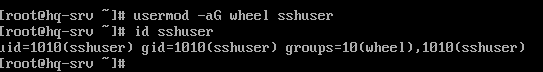 [root@hq-srv ~]# usermod -aG wheel sshuser
[root@hq-srv ~]# id sshuser
uid=1010(sshuser) gid=1010(sshuser) groups=10(wheel),1010(sshuser)
[root@hq-srv ~]#